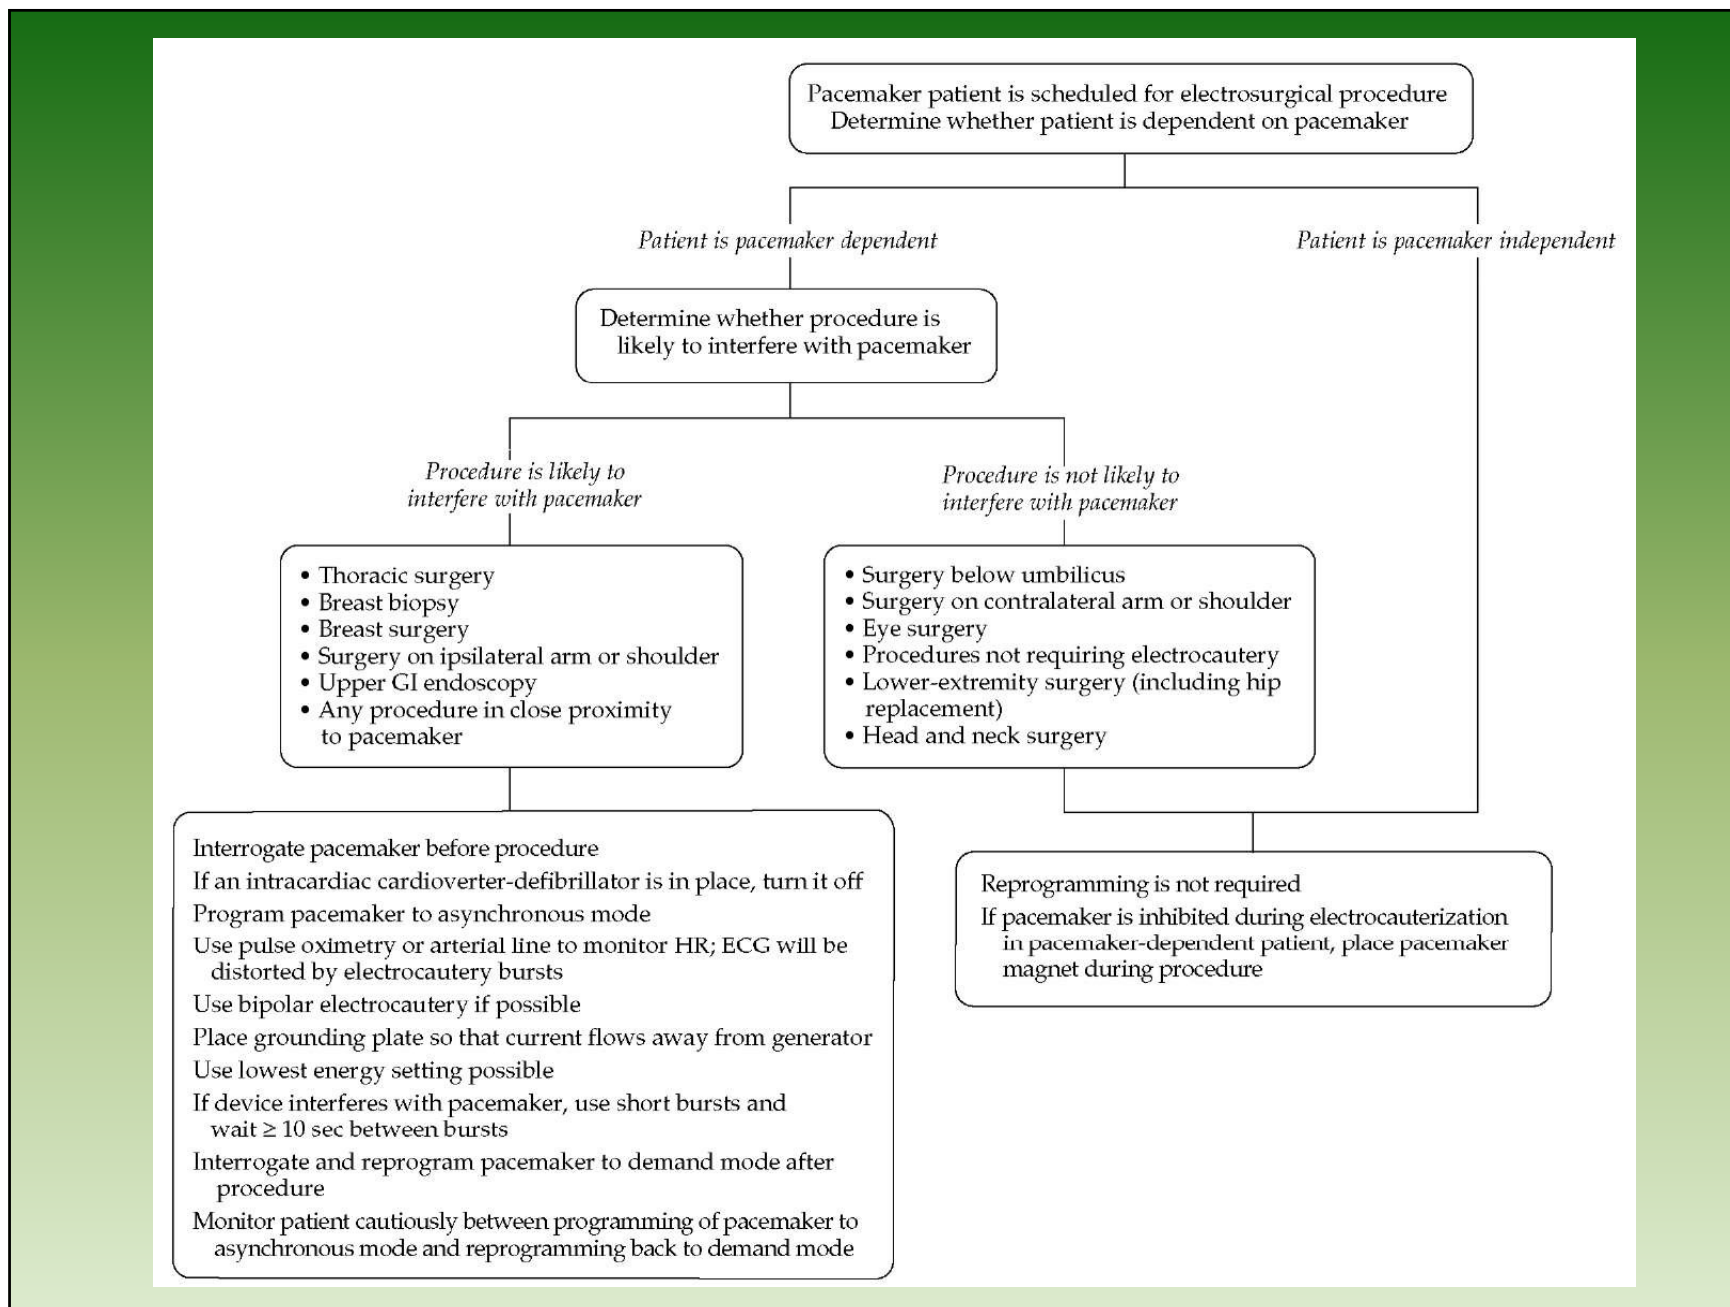 Pacemaker patient is scheduled for electrosurgical procedure
Determine whether patient is dependent on pacemaker
Patient is pacemaker dependent
Patient is pacemaker independent
Determine whether procedure is
likely to interfere with pacemaker
Procedure is likely to
interfere with pacemaker
Procedure is not likely to
interfere with pacemaker
• Thoracic surgery
• Breast biopsy
• Breast surgery
• Surgery on ipsilateral arm or shoulder
• Upper GI endoscopy
• Any procedure in close proximity
to pacemaker
• Surgery below umbilicus
• Surgery on contralateral arm or shoulder
• Eye surgery
• Procedures not requiring electrocautery
• Lower-extremity surgery (including hip
replacement)
• Head and neck surgery
Interrogate pacemaker before procedure
If an intracardiac cardioverter-defibrillator is in place, turn it off
Program pacemaker to asynchronous mode
Use pulse oximetry or arterial line to monitor HR; ECG will be
distorted by electrocautery bursts
Use bipolar electrocautery if possible
Place grounding plate so that current flows away from generator
Use lowest energy setting possible
If device interferes with pacemaker, use short bursts and
wait ≥ 10 sec between bursts
Interrogate and reprogram pacemaker to demand mode after
procedure
Monitor patient cautiously between programming of pacemaker to
asynchronous mode and reprogramming back to demand mode
Reprogramming is not required
If pacemaker is inhibited during electrocauterization
in pacemaker-dependent patient, place pacemaker
magnet during procedure